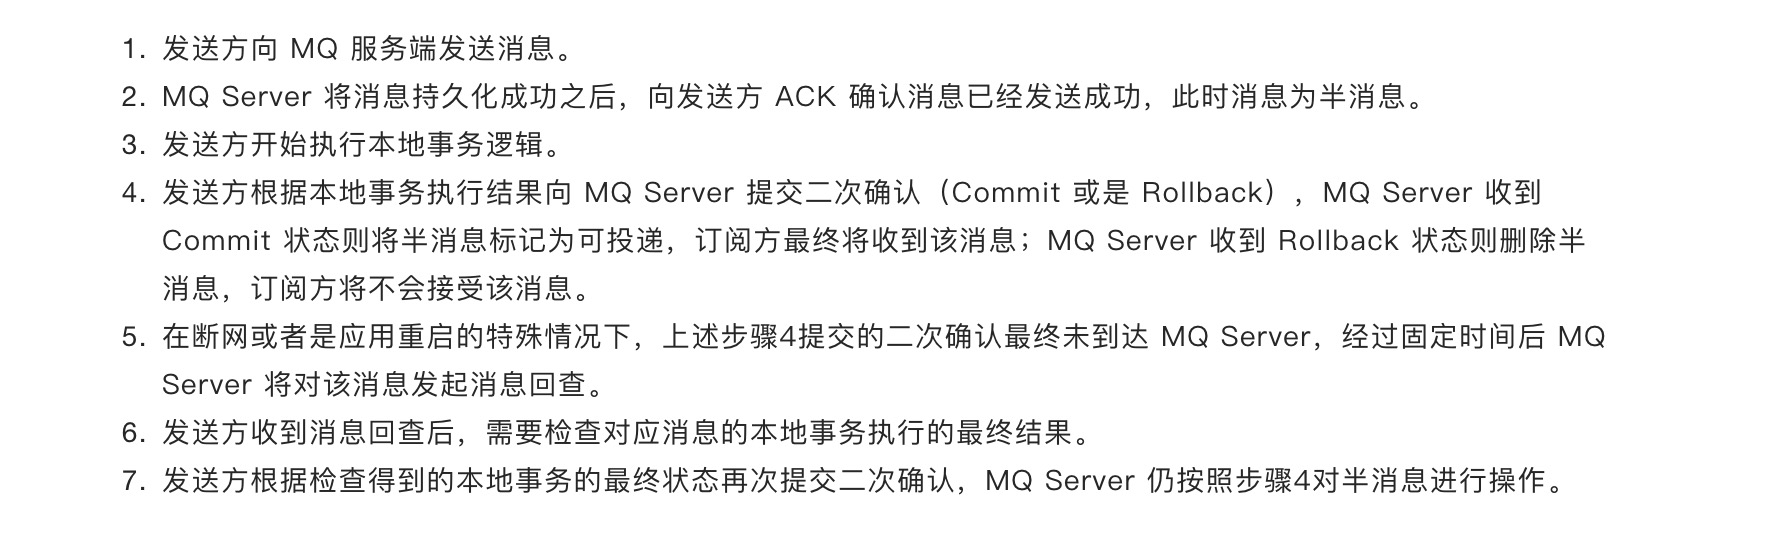 1. 发送方向 MQ 服务端发送消息。
2. MQ Server 将消息持久化成功之后，向发送方 ACK 确认消息已经发送成功，此时消息为半消息。
3. 发送方开始执行本地事务逻辑。
4. 发送方根据本地事务执行结果向 MQ Server 提交二次确认（Commit 或是 Rollback），MQ Server 收到
Commit 状态则将半消息标记为可投递，订阅方最终将收到该消息；MQ Server 收到 Rollback 状态则删除半
消息，订阅方将不会接受该消息。
5. 在断网或者是应用重启的特殊情况下，上述步骤4提交的二次确认最终未到达 MQ Server，经过固定时间后 MQ
Server 将对该消息发起消息回查。
6. 发送方收到消息回查后，需要检查对应消息的本地事务执行的最终结果。
7. 发送方根据检查得到的本地事务的最终状态再次提交二次确认，MQ Server 仍按照步骤4对半消息进行操作。